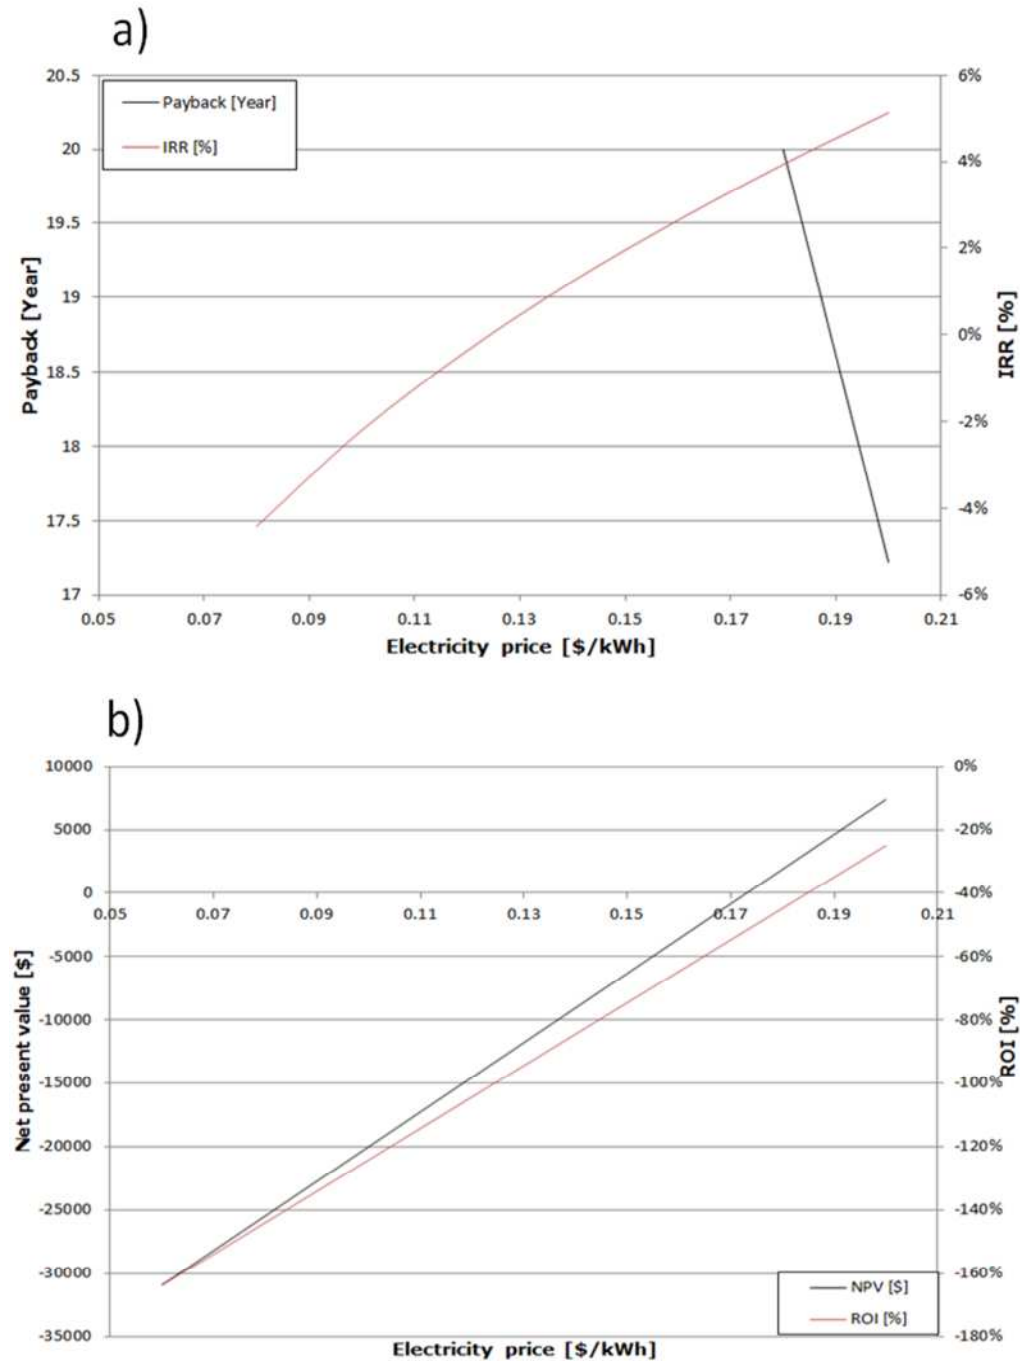 a)
20.5
20
19.5
19
18.5
18
17.5
17
Payback [Year]
Payback [Year]
IRR [%]
6%
4%
2%
0%
-2%
-4%
-6%
IRR [%]
0.05 0.07 0.09 0.11 0.13 0.15 0.17 0.19 0.21
Electricity price [$/kWh]
b)
10000
5000
0
-5000
-10000
-15000
-20000
-25000
-30000
-35000
Net present value [$]
0.05 0.07 0.09 0.11 0.13 0.15 0.17 0.19 0.21
0%
-20%
-40%
-60%
-80%
-100%
-120%
-140%
-160%
-180%
ROI [%]
NPV [$]
ROI [%]
Electricity price [$/kWh]